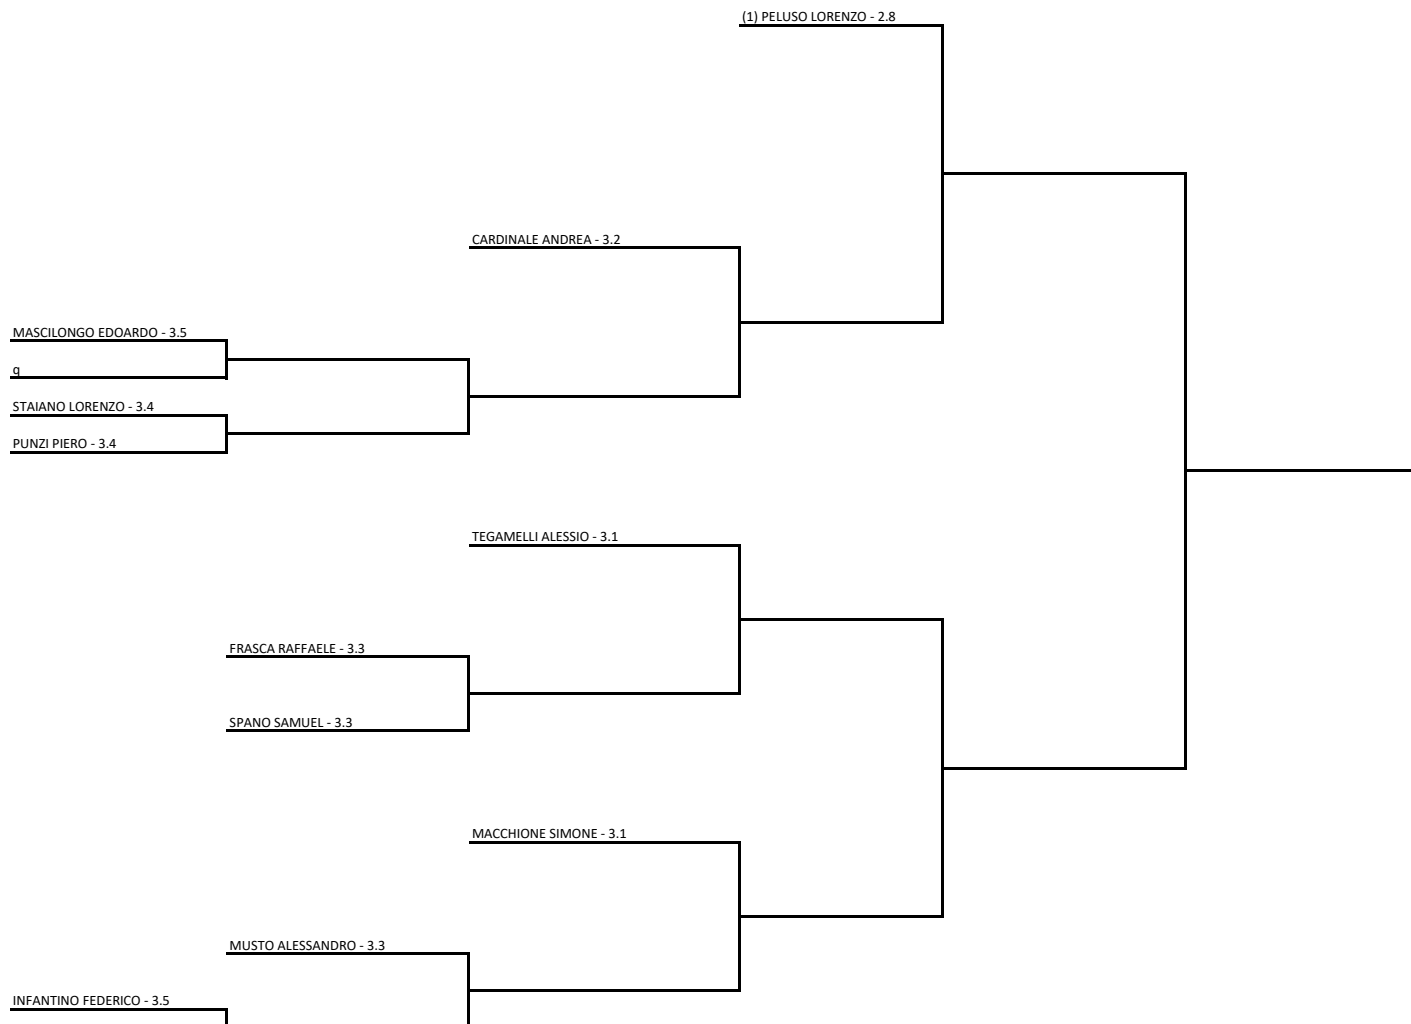 (1) PELUSO LORENZO - 2.8
CARDINALE ANDREA - 3.2
MASCILONGO EDOARDO - 3.5
q
STAIANO LORENZO - 3.4
PUNZI PIERO - 3.4
TEGAMELLI ALESSIO - 3.1
FRASCA RAFFAELE - 3.3
SPANO SAMUEL - 3.3
MACCHIONE SIMONE - 3.1
MUSTO ALESSANDRO - 3.3
INFANTINO FEDERICO - 3.5